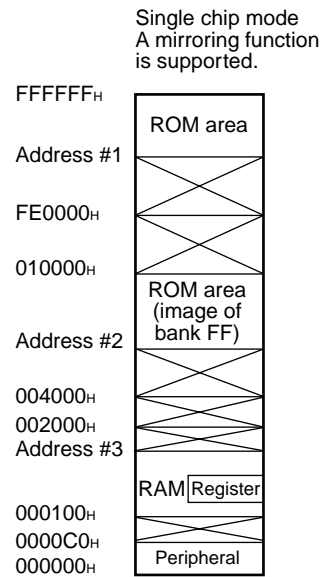 Single chip mode
A mirroring function
is supported.
FFFFFFH
ROM area
Address #1
FE0000H
010000H
ROM area
(image of
bank FF)
Address #2
004000H
002000H
Address #3
RAM Register
000100H
0000C0H
Peripheral
000000H